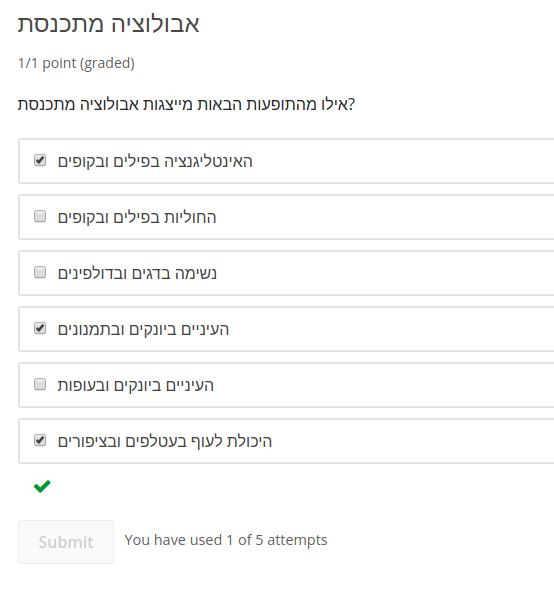 אבולוציה מתכנסת
1/1 point (graded)
אילו מהתופעות הבאות מייצגות אבולוציה מתכנסת?
האינטליגנציה בפילים ובקופים
החוליות בפילים ובקופים
נשימה בדגים ובדולפינים
העיניים ביונקים ובתמנונים
העיניים ביונקים ובעופות
היכולת לעוף בעטלפים ובציפורים
Submit You have used 1 of 5 attempts